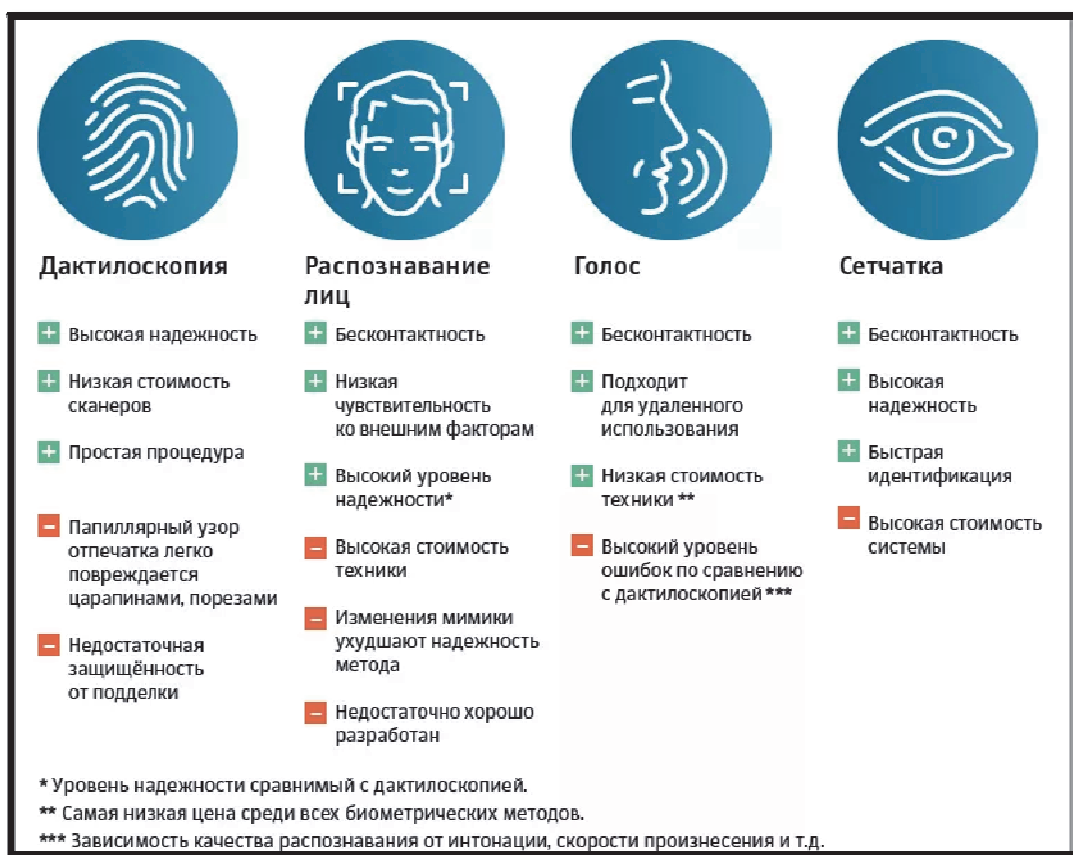 Дактилоскопия
+ Высокая надежность
+ Низкая стоимость
сканеров
+ Простая процедура
– Папиллярный узор
отпечатка легко
повреждается
царапинами, порезами
– Недостаточная
защищённость
от подделки
Распознавание
лиц
+ Бесконтактность
+ Низкая
чувствительность
ко внешним факторам
+ Высокий уровень
надежности*
– Высокая стоимость
техники
– Изменения мимики
ухудшают надежность
метода
– Недостаточно хорошо
разработан
Голос
+ Бесконтактность
+ Подходит
для удаленного
использования
+ Низкая стоимость
техники **
– Высокий уровень
ошибок по сравнению
с дактилоскопией ***
Сетчатка
+ Бесконтактность
+ Высокая
надежность
+ Быстрая
идентификация
– Высокая стоимость
системы
* Уровень надежности сравнимый с дактилоскопией.
** Самая низкая цена среди всех биометрических методов.
*** Зависимость качества распознавания от интонации, скорости произнесения и т.д.